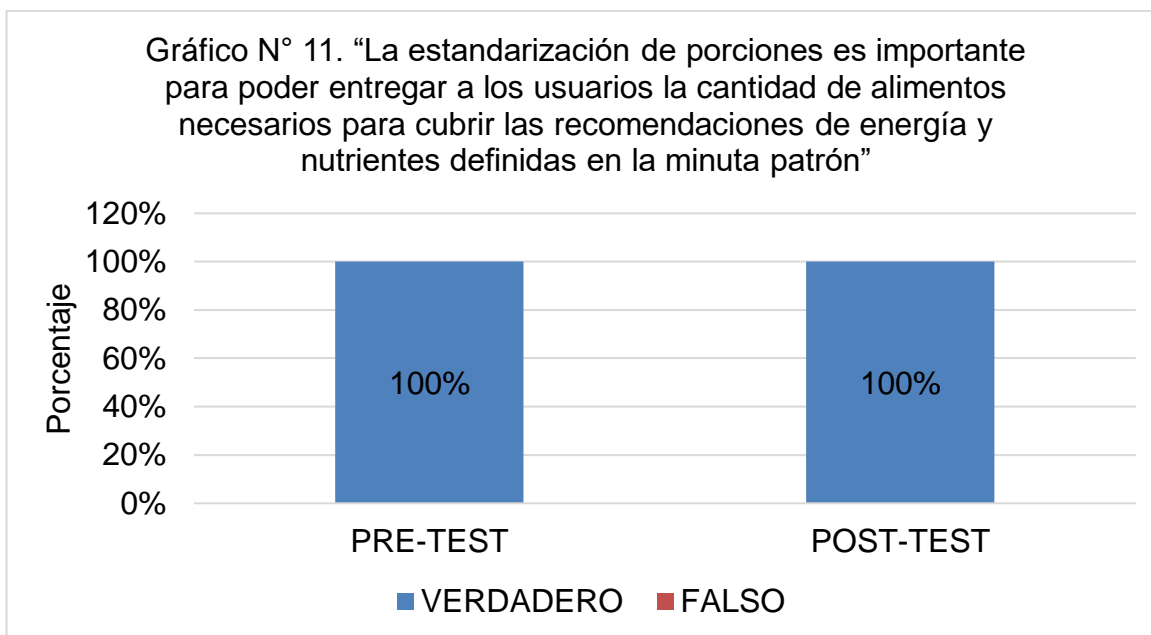 Gráfico N° 11. “La estandarización de porciones es importante
para poder entregar a los usuarios la cantidad de alimentos
necesarios para cubrir las recomendaciones de energía y
nutrientes definidas en la minuta patrón”
Porcentaje
120%
100%
80%
60%
40%
20%
0%
100%
100%
PRE-TEST
POST-TEST
VERDADERO
FALSO